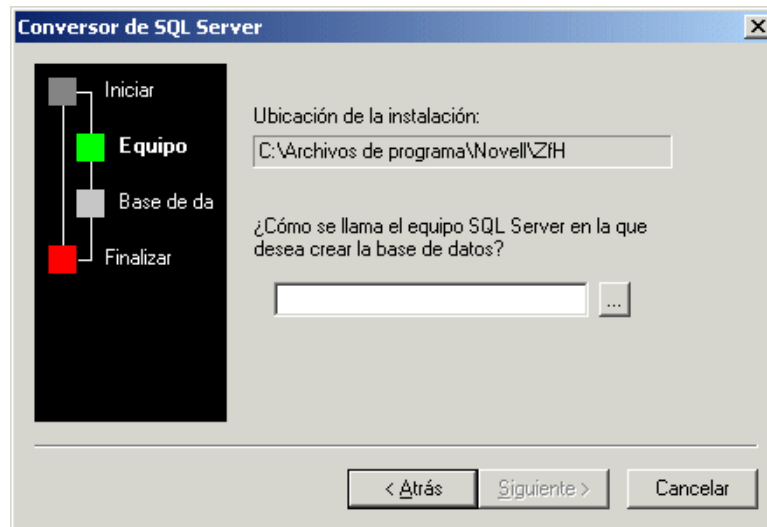 Conversor de SQL Server
Iniciar
Equipo
Base de da
Finalizar
Ubicación de la instalación:
C:\Archivos de programa\Novell\ZfH
¿Cómo se llama el equipo SQL Server en la que
desea crear la base de datos?
...
< Atrás
Siguiente >
Cancelar